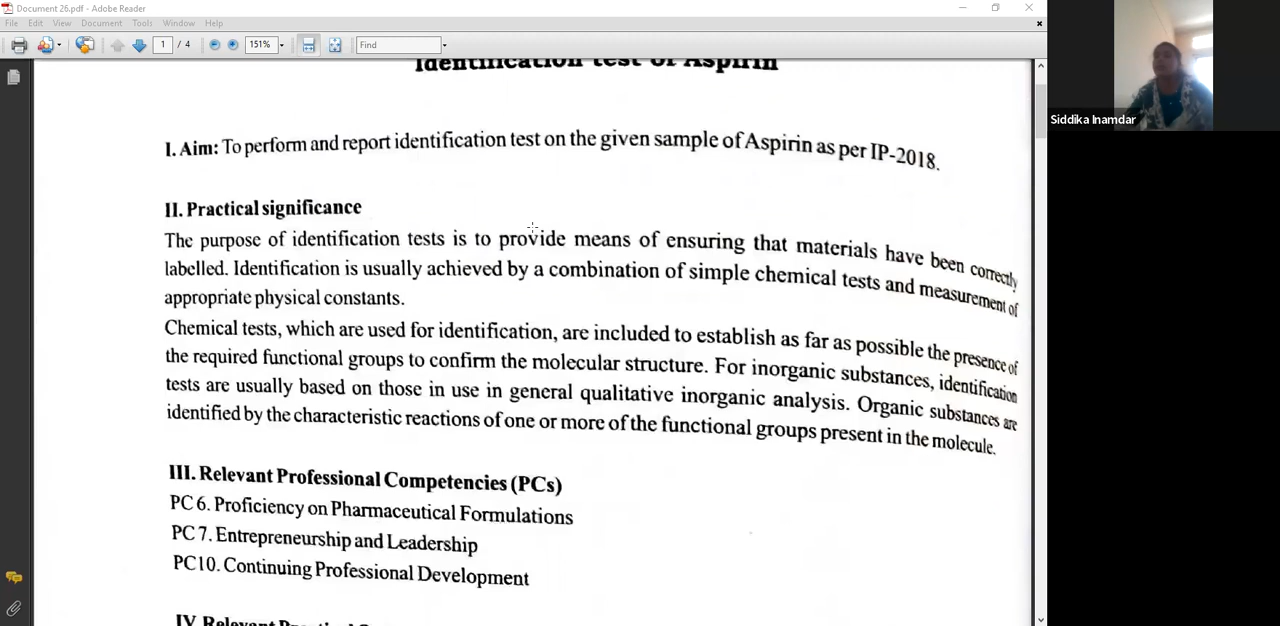 Document 26.pdf - Adobe Reader
File Edit View Document Tools Window Help
1 / 4 151% Find
Identification test of Aspirin
I. Aim: To perform and report identification test on the given sample of Aspirin as per IP-2018.
II. Practical significance
The purpose of identification tests is to provide means of ensuring that materials have been correctly
labelled. Identification is usually achieved by a combination of simple chemical tests and measurement of
appropriate physical constants.
Chemical tests, which are used for identification, are included to establish as far as possible the presence of
the required functional groups to confirm the molecular structure. For inorganic substances, identification
tests are usually based on those in use in general qualitative inorganic analysis. Organic substances are
identified by the characteristic reactions of one or more of the functional groups present in the molecule.
III. Relevant Professional Competencies (PCs)
PC 6. Proficiency on Pharmaceutical Formulations
PC 7. Entrepreneurship and Leadership
PC10. Continuing Professional Development
IV Relevant
Siddika Inamdar